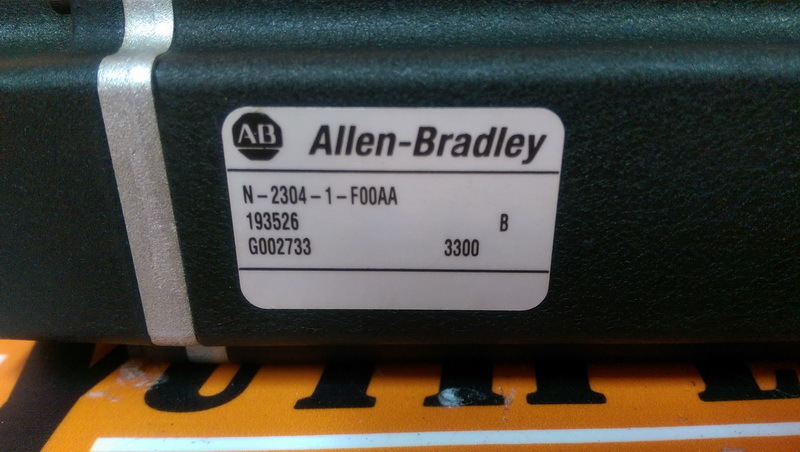 AB Allen-Bradley
N-2304-1-F00AA
193526 B
G002733 3300